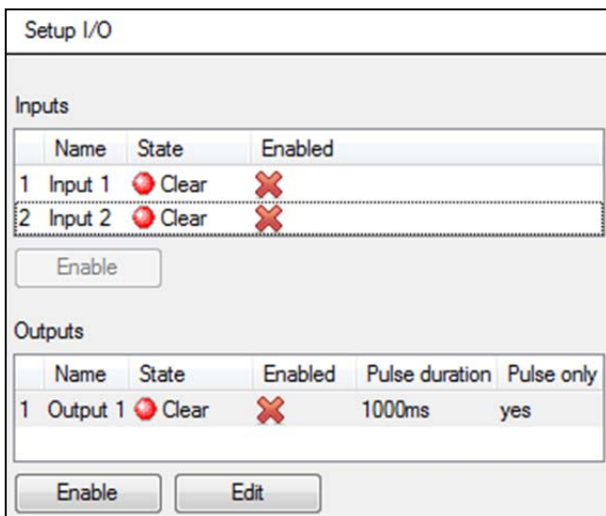 Setup I/O
Inputs
Name State Enabled
1 Input 1 Clear
2 Input 2 Clear
Enable
Outputs
Name State Enabled Pulse duration Pulse only
1 Output 1 Clear 1000ms yes
Enable Edit